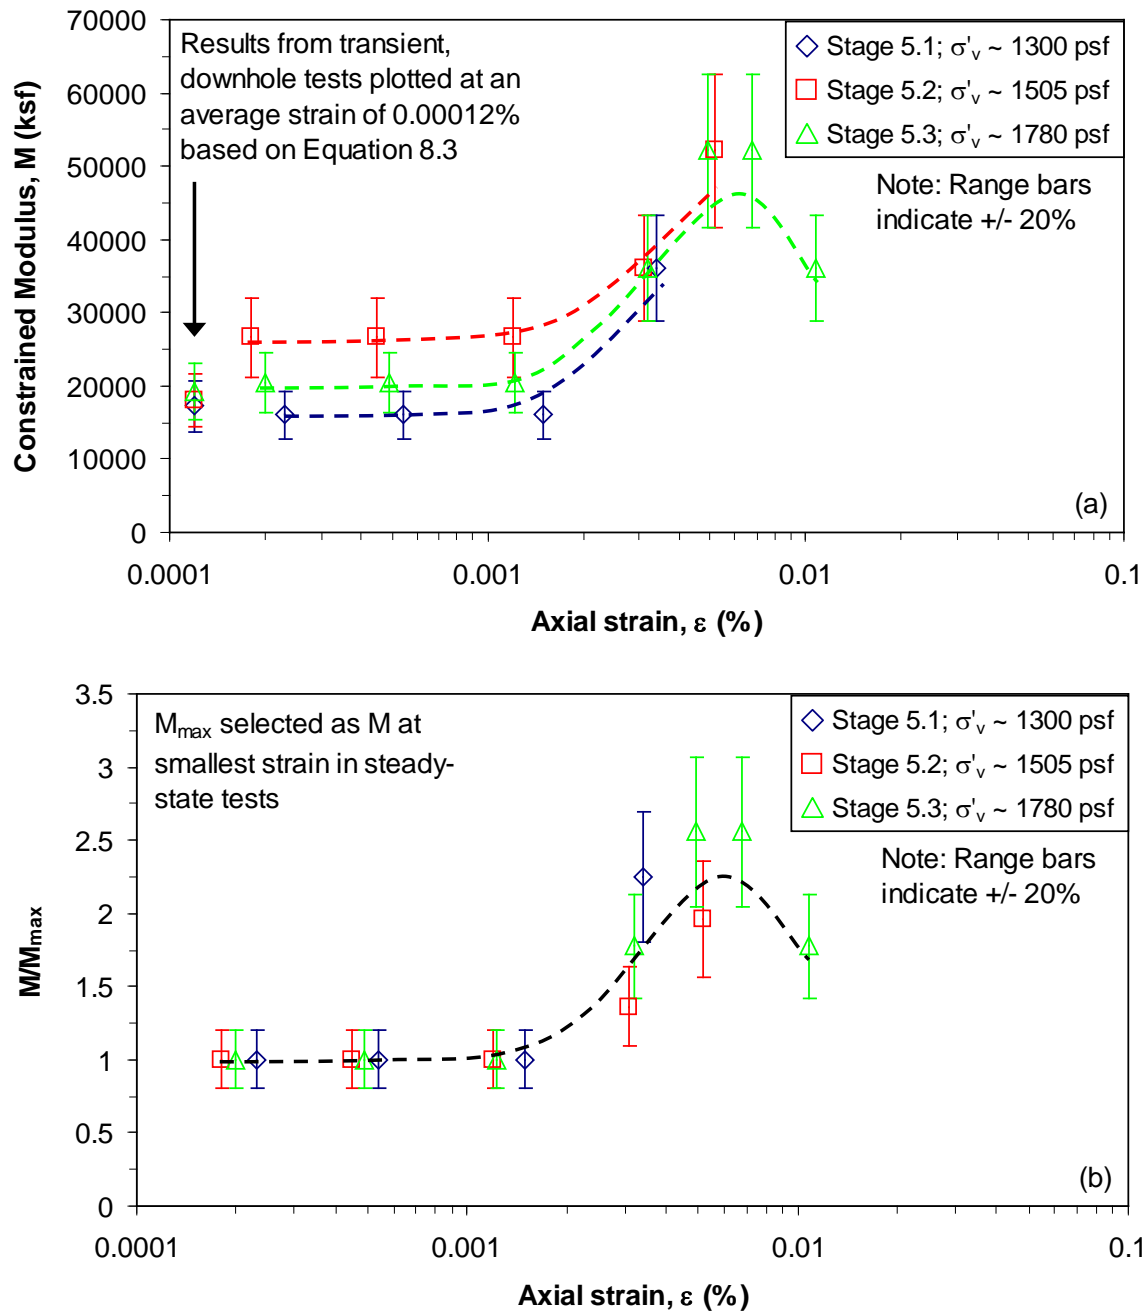 70000
60000
50000
40000
30000
20000
10000
0
Constrained Modulus, M (ksf)
Results from transient,
downhole tests plotted at an
average strain of 0.00012%
based on Equation 8.3
Stage 5.1; σ'v ~ 1300 psf
Stage 5.2; σ'v ~ 1505 psf
Stage 5.3; σ'v ~ 1780 psf
Note: Range bars
indicate +/- 20%
(a)
0.0001 0.001 0.01 0.1
Axial strain, ε (%)
3.5
3
2.5
2
1.5
1
0.5
0
M/Mmax
Mmax selected as M at
smallest strain in steady-
state tests
Stage 5.1; σ'v ~ 1300 psf
Stage 5.2; σ'v ~ 1505 psf
Stage 5.3; σ'v ~ 1780 psf
Note: Range bars
indicate +/- 20%
(b)
0.0001 0.001 0.01 0.1
Axial strain, ε (%)